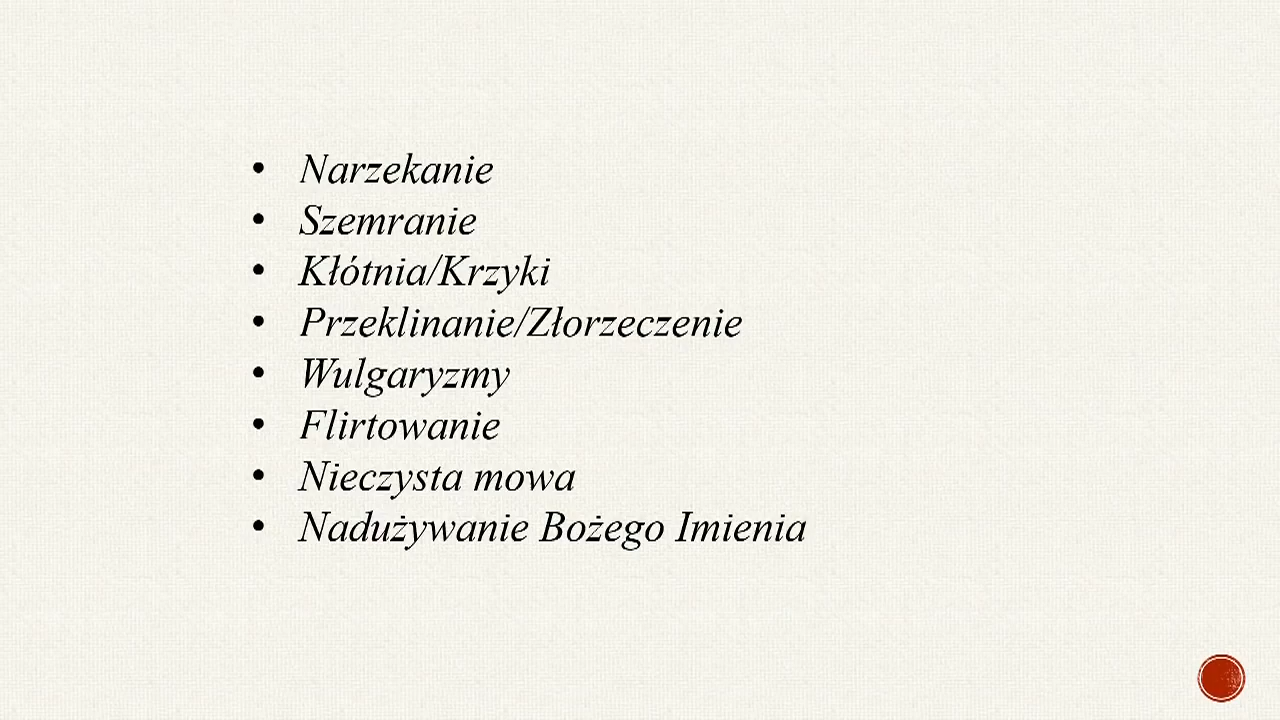 • Narzekanie
• Szemranie
• Kłótnia/Krzyki
• Przeklinanie/Złorzeczenie
• Wulgaryzmy
• Flirtowanie
• Nieczysta mowa
• Nadużywanie Bożego Imienia